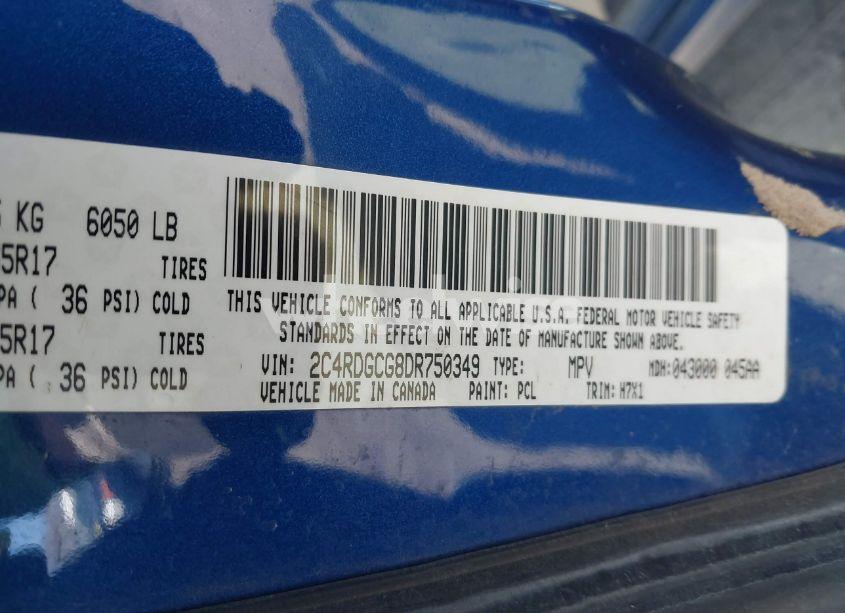 KG 6050 LB
5R17 TIRES
PA ( 36 PSI) COLD
5R17 TIRES
PA ( 36 PSI) COLD
THIS VEHICLE CONFORMS TO ALL APPLICABLE U.S.A. FEDERAL MOTOR VEHICLE SAFETY
STANDARDS IN EFFECT ON THE DATE OF MANUFACTURE SHOWN ABOVE.
VIN: 2C4RDGCG8DR750349 TYPE: MPV MDH:043000 045AA
VEHICLE MADE IN CANADA PAINT: PCL TRIM: H7X1